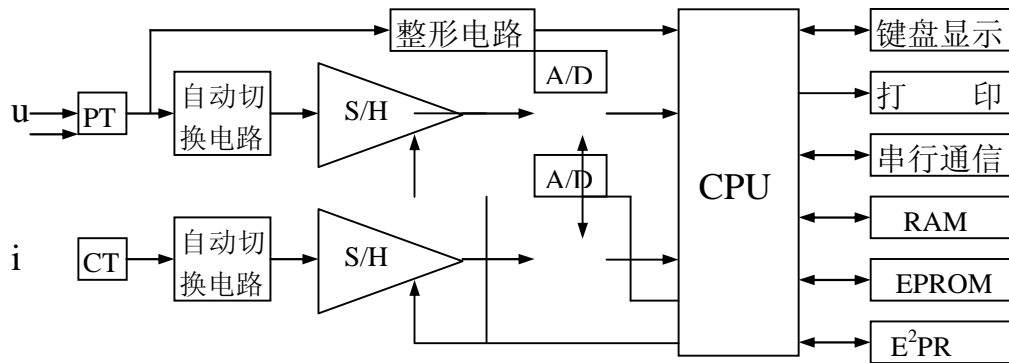 整形电路
键盘显示
A/D
u
PT
自动切
换电路
S/H
打 印
A/D
串行通信
CPU
i
CT
自动切
换电路
S/H
RAM
EPROM
E²PR